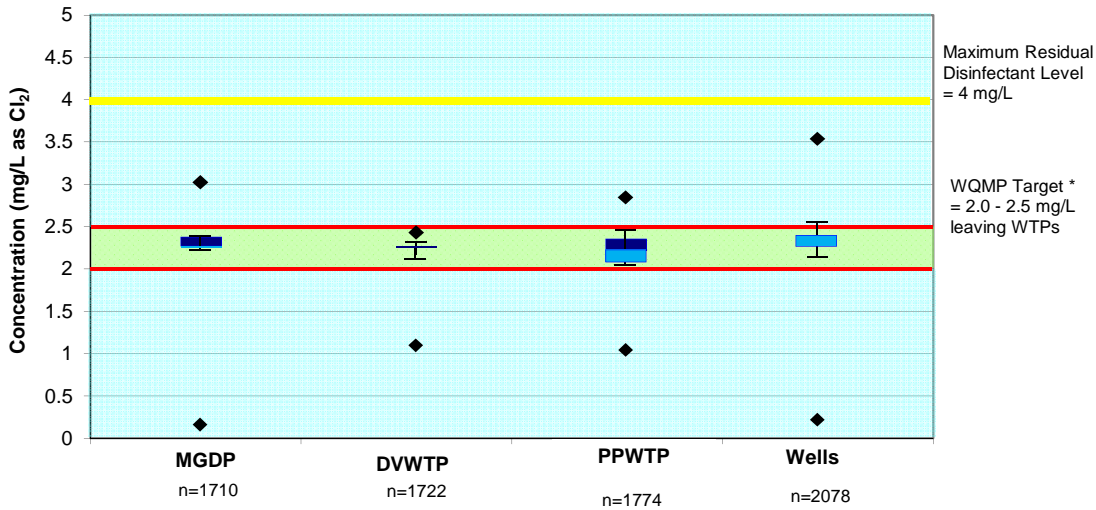 Concentration (mg/L as Cl₂)
5
4.5
4
3.5
3
2.5
2
1.5
1
0.5
0
Maximum Residual
Disinfectant Level
= 4 mg/L
WQMP Target *
= 2.0 - 2.5 mg/L
leaving WTPs
MGDP
DVWTP
PPWTP
Wells
n=1710
n=1722
n=1774
n=2078